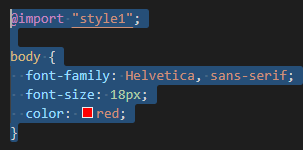 @import "style1";
body {
font-family: Helvetica, sans-serif;
font-size: 18px;
color: red;
}